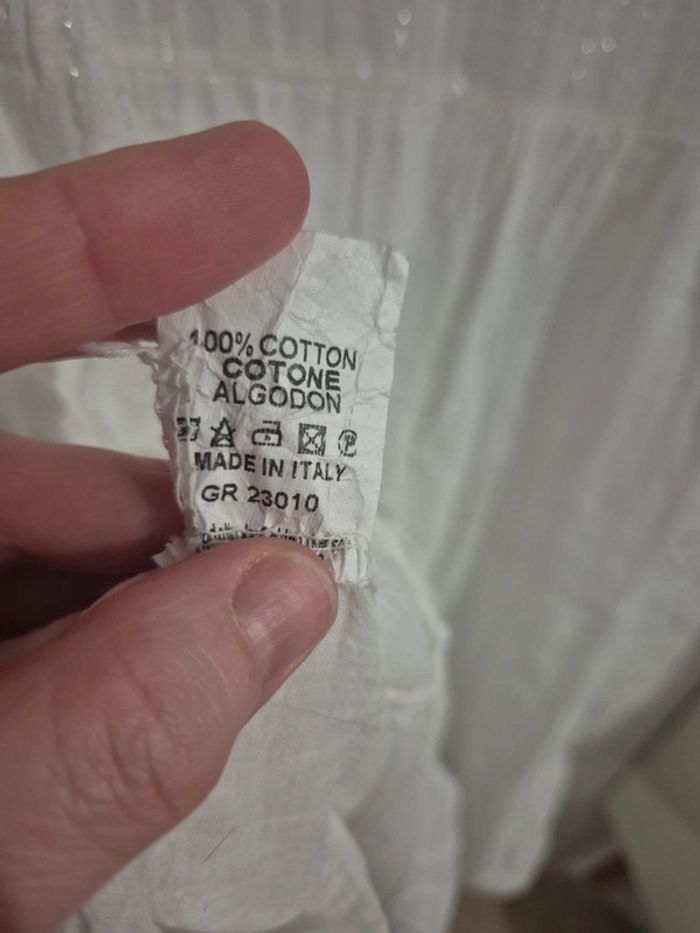 100% COTTON
COTONE
ALGODON
P
MADE IN ITALY
GR 23010